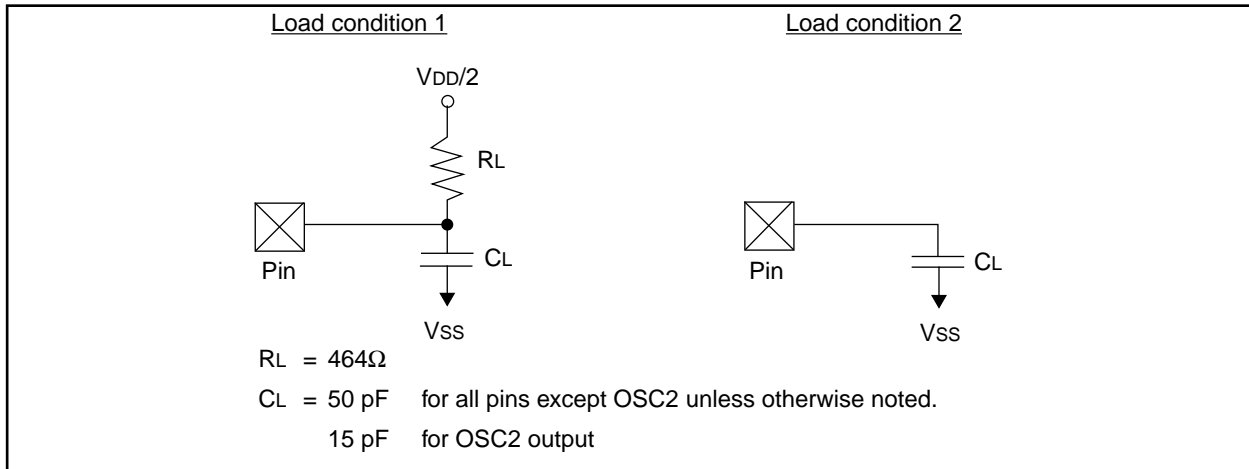 Load condition 1
VDD/2
RL
Pin
CL
VSS
Load condition 2
Pin
CL
VSS
RL = 464Ω
CL = 50 pF for all pins except OSC2 unless otherwise noted.
15 pF for OSC2 output